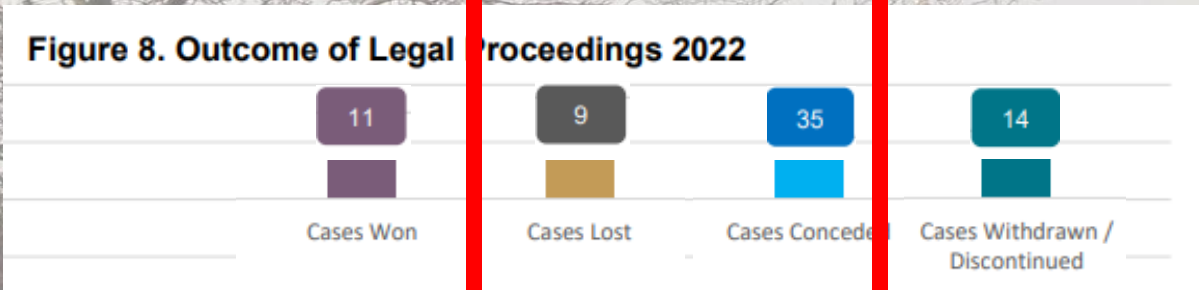 Figure 8. Outcome of Legal Proceedings 2022
11 9 35 14
Cases Won Cases Lost Cases Conceded Cases Withdrawn /
Discontinued